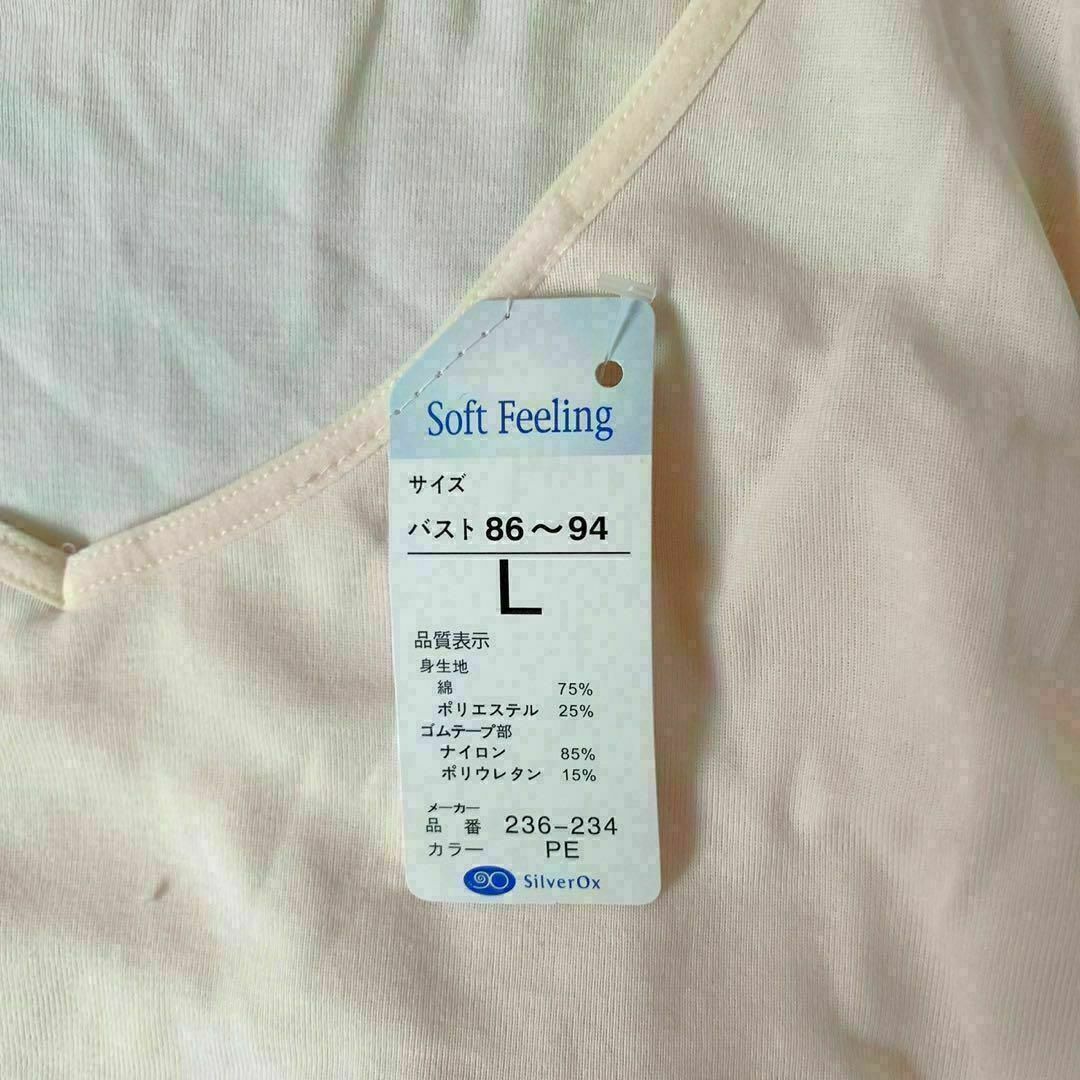 Soft Feeling
サイズ
バスト 86〜94
L
品質表示
身生地
綿 75%
ポリエステル 25%
ゴムテープ部
ナイロン 85%
ポリウレタン 15%
メーカー
品 番 236-234
カラー PE
SilverOx